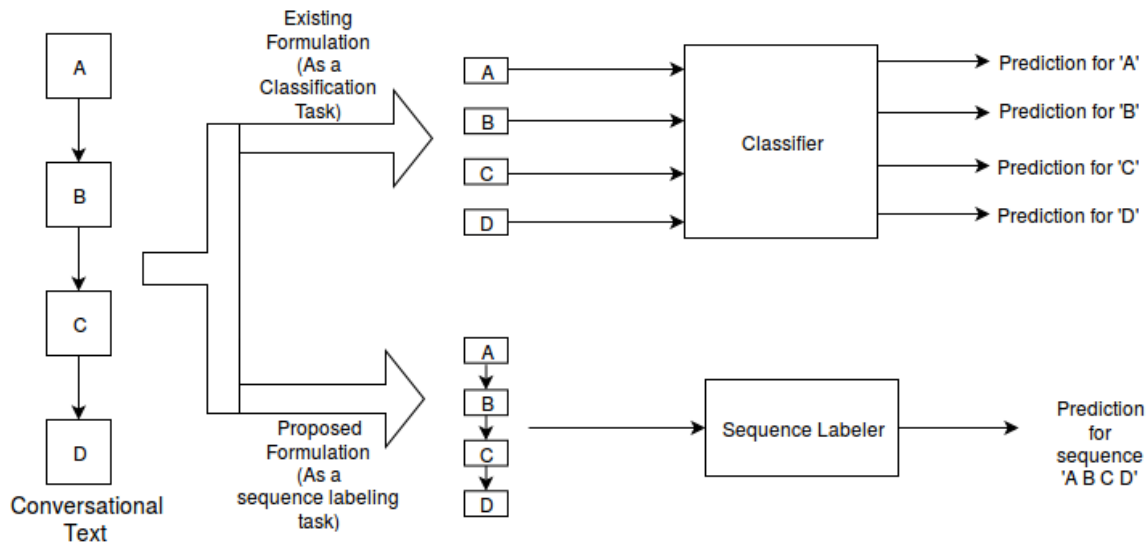 A
B
C
D
Conversational
Text
Existing
Formulation
(As a
Classification
Task)
A
B
C
D
Classifier
Prediction for 'A'
Prediction for 'B'
Prediction for 'C'
Prediction for 'D'
Proposed
Formulation
(As a
sequence labeling
task)
A
B
C
D
Sequence Labeler
Prediction
for
sequence
'A B C D'